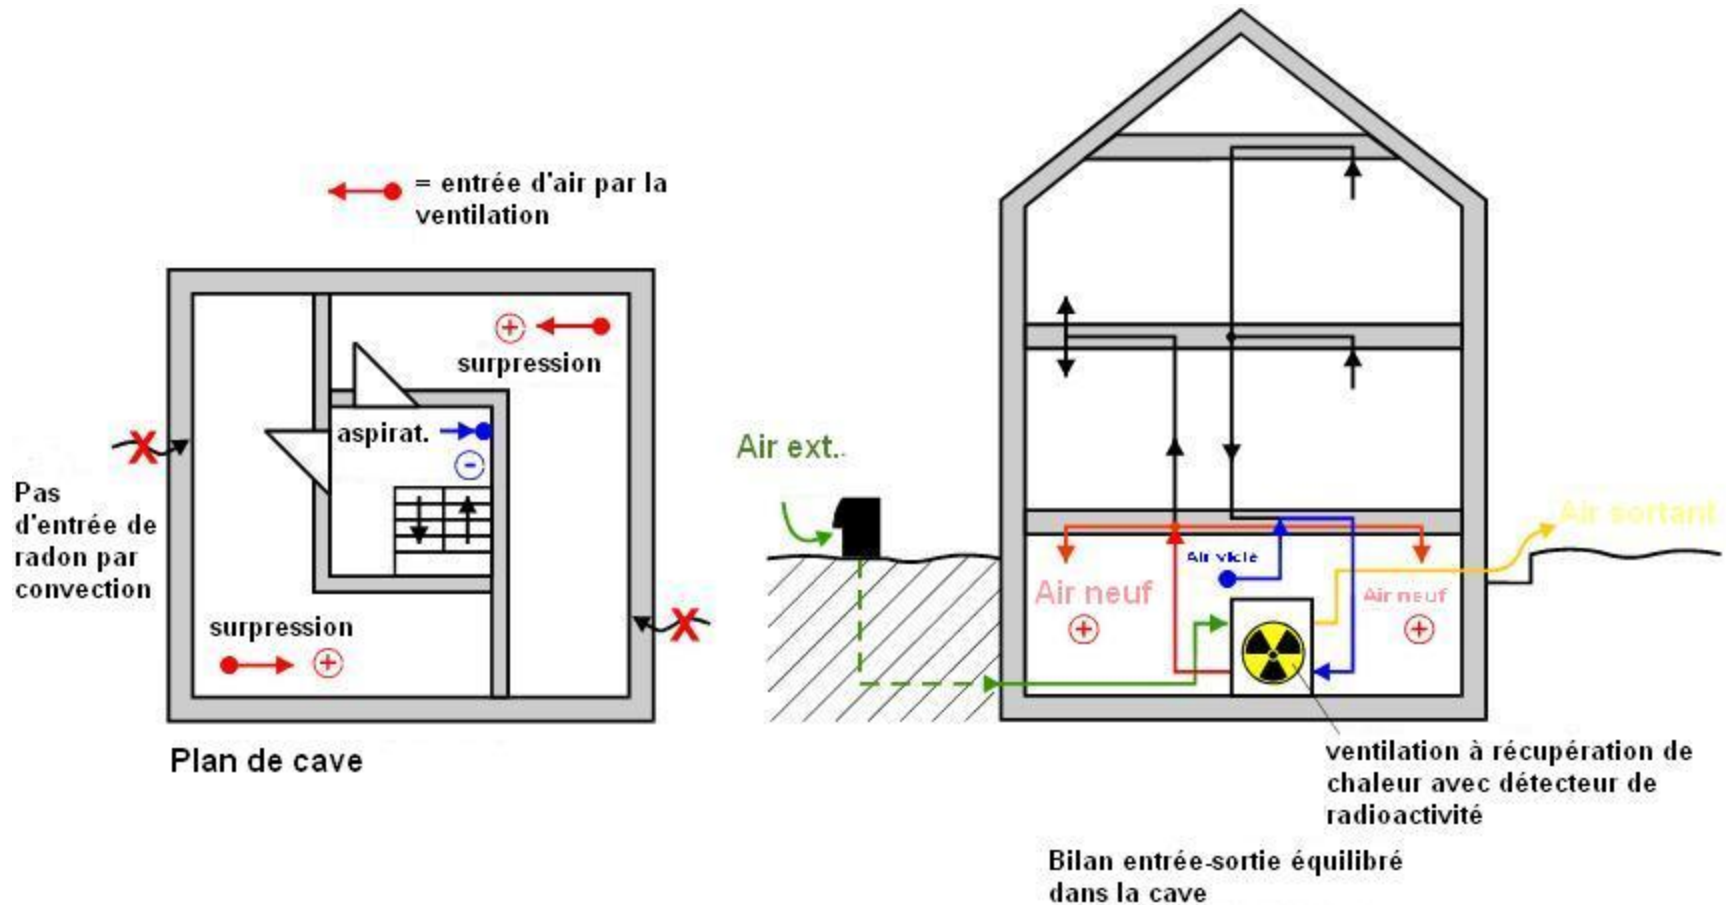 = entrée d'air par la
ventilation
surpression
aspirat.
Pas
d'entrée de
radon par
convection
surpression
Plan de cave
Air ext..
Air sortant
Air vicié
Air neuf
Air neuf
ventilation à récupération de
chaleur avec détecteur de
radioactivité
Bilan entrée-sortie équilibré
dans la cave